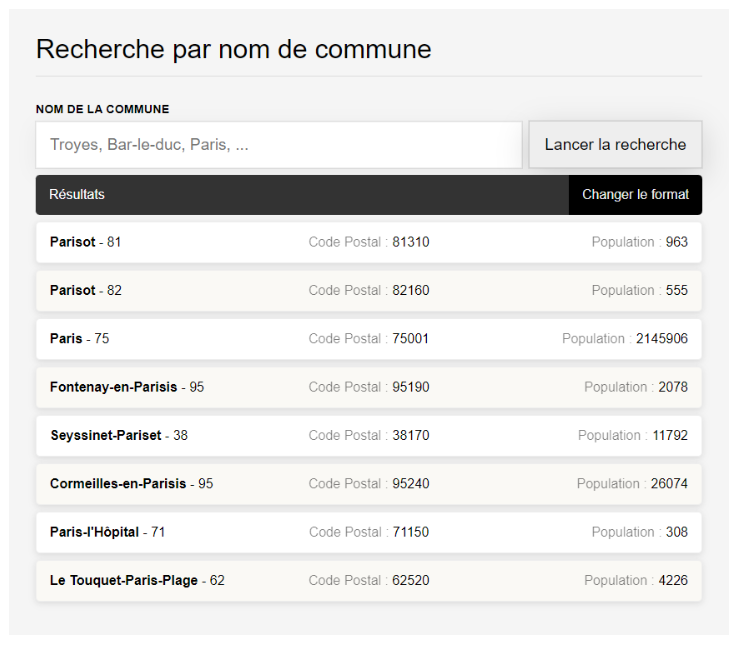 Recherche par nom de commune
NOM DE LA COMMUNE
Troyes, Bar-le-duc, Paris, ... Lancer la recherche
Résultats Changer le format
Parisot - 81 Code Postal : 81310 Population : 963
Parisot - 82 Code Postal : 82160 Population : 555
Paris - 75 Code Postal : 75001 Population : 2145906
Fontenay-en-Parisis - 95 Code Postal : 95190 Population : 2078
Seyssinet-Pariset - 38 Code Postal : 38170 Population : 11792
Cormeilles-en-Parisis - 95 Code Postal : 95240 Population : 26074
Paris-l'Hôpital - 71 Code Postal : 71150 Population : 308
Le Touquet-Paris-Plage - 62 Code Postal : 62520 Population : 4226